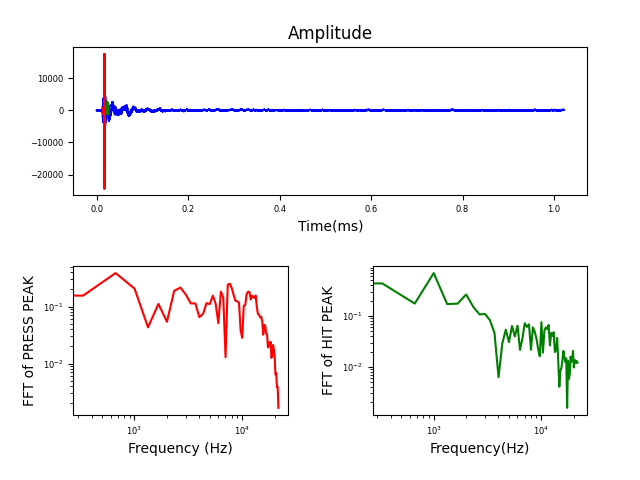 Amplitude
10000
0
−10000
−20000
0.0 0.2 0.4 0.6 0.8 1.0
Time(ms)
FFT of PRESS PEAK
10⁻¹
10⁻²
10³ 10⁴
Frequency (Hz)
FFT of HIT PEAK
10⁻¹
10⁻²
10³ 10⁴
Frequency(Hz)